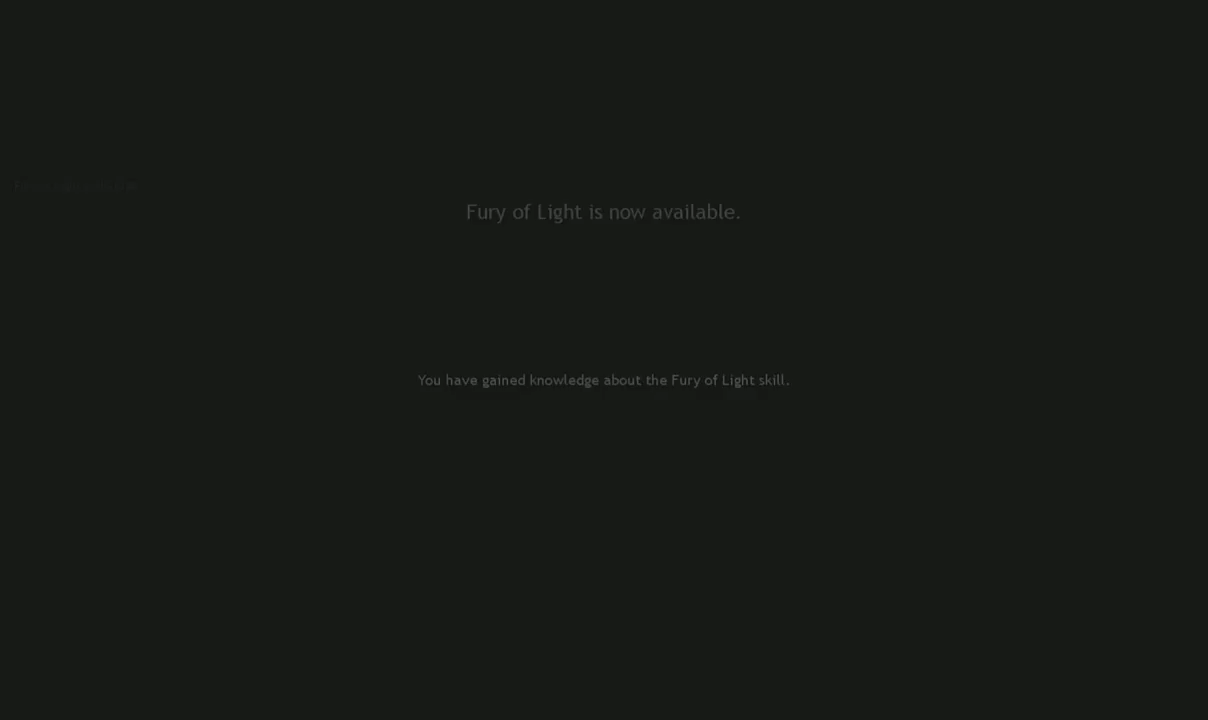 Fury of Light is now available.
You have gained knowledge about the Fury of Light skill.